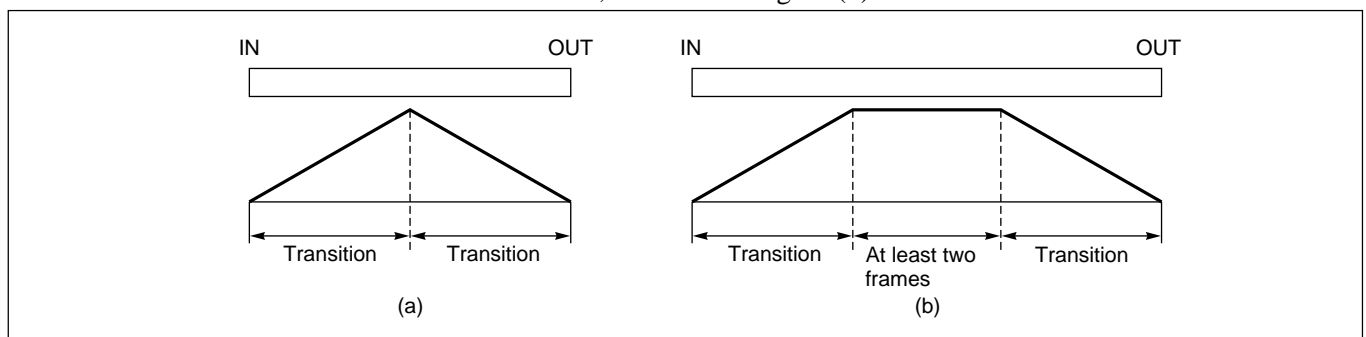 IN OUT IN OUT
Transition Transition Transition At least two frames Transition
(a) (b)